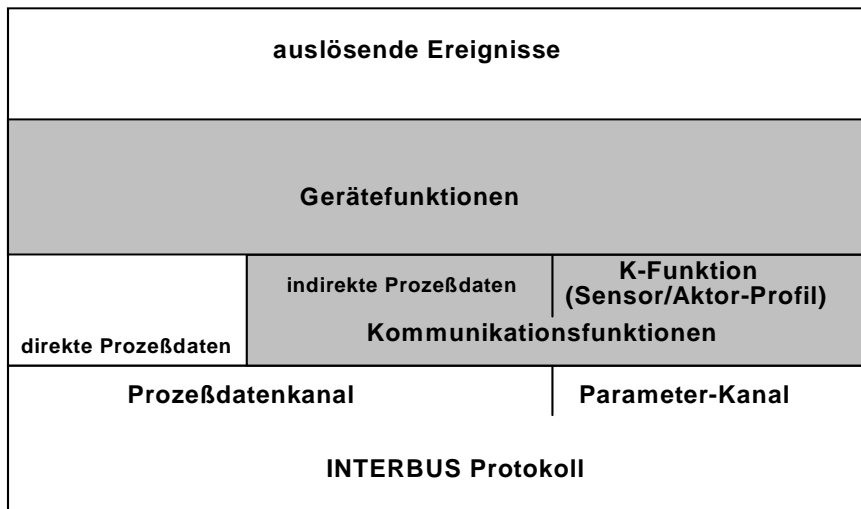 auslösende Ereignisse
Gerätefunktionen
indirekte Prozeßdaten
K-Funktion
(Sensor/Aktor-Profil)
direkte Prozeßdaten
Kommunikationsfunktionen
Prozeßdatenkanal
Parameter-Kanal
INTERBUS Protokoll